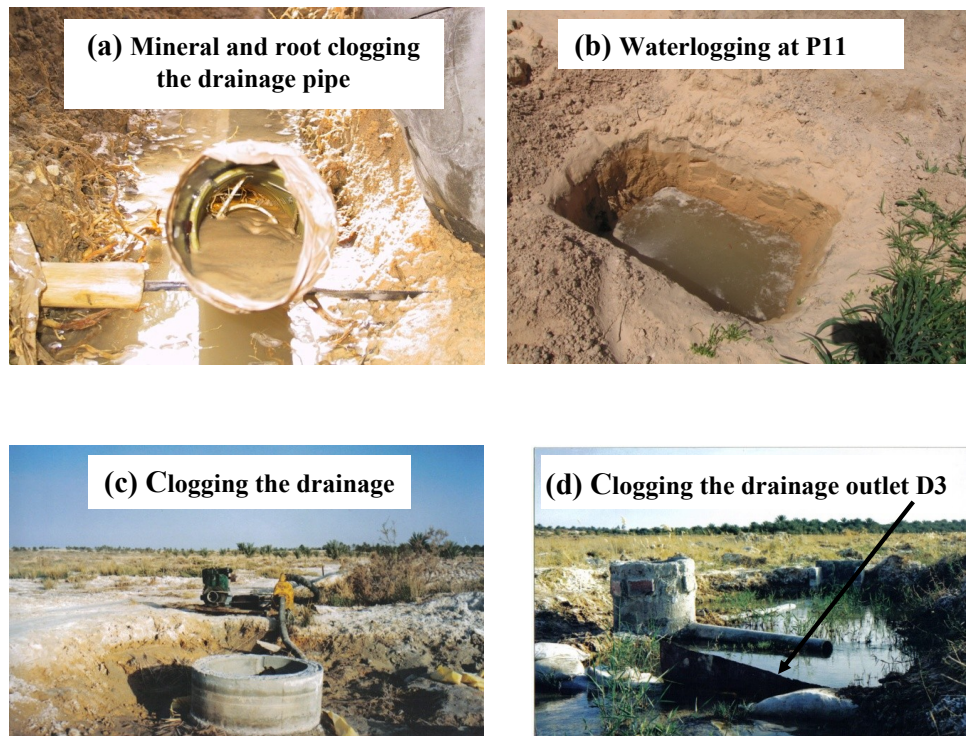 (a) Mineral and root clogging
the drainage pipe
(b) Waterlogging at P11
(c) Clogging the drainage
(d) Clogging the drainage outlet D3